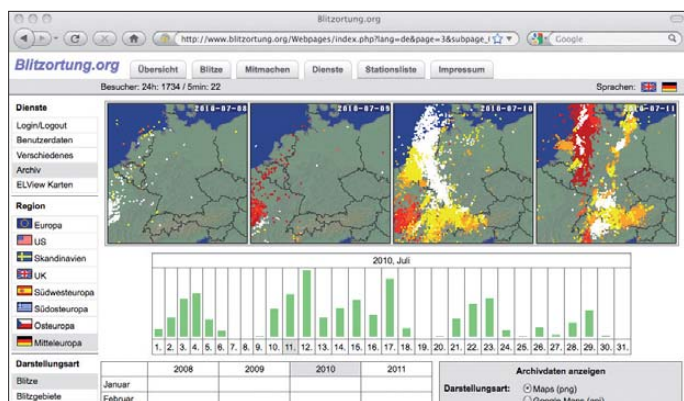 Blitzortung.org
http://www.blitzortung.org/Webpages/index.php?lang=de&page=3&subpage_
Google
Blitzortung.org
Übersicht
Blitze
Mitmachen
Dienste
Stationsliste
Impressum
Besucher: 24h: 1734 / 5min: 22
Sprachen:
Dienste
Login/Logout
Benutzerdaten
Verschiedenes
Archiv
ELView Karten
Region
Europa
US
Skandinavien
UK
Südwesteuropa
Südosteuropa
Osteuropa
Mitteleuropa
Darstellungsart
Blitze
Blitzgebiete
2010-07-08
2010-07-09
2010-07-10
2010-07-11
2010, Juli
1. 2. 3. 4. 5. 6. 7. 8. 9. 10. 11. 12. 13. 14. 15. 16. 17. 18. 19. 20. 21. 22. 23. 24. 25. 26. 27. 28. 29. 30. 31.
2008 2009 2010 2011
Januar
Februar
Archivdaten anzeigen
Darstellungsart: Maps (png)